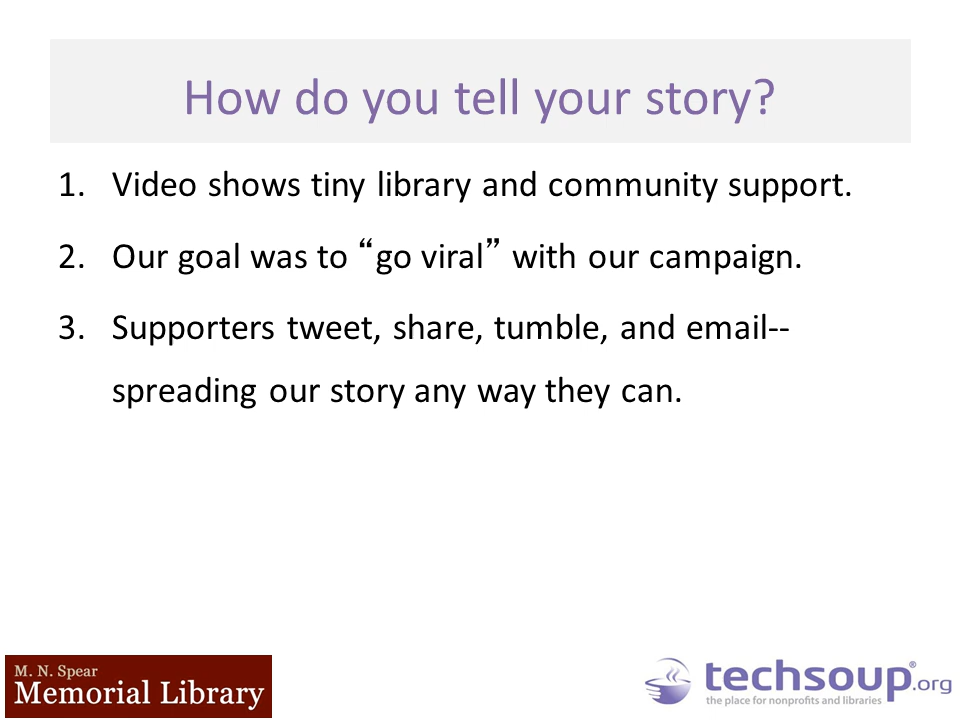 How do you tell your story?
1. Video shows tiny library and community support.
2. Our goal was to “go viral” with our campaign.
3. Supporters tweet, share, tumble, and email--
spreading our story any way they can.
M. N. Spear
Memorial Library
techsoup®.org
the place for nonprofits and libraries